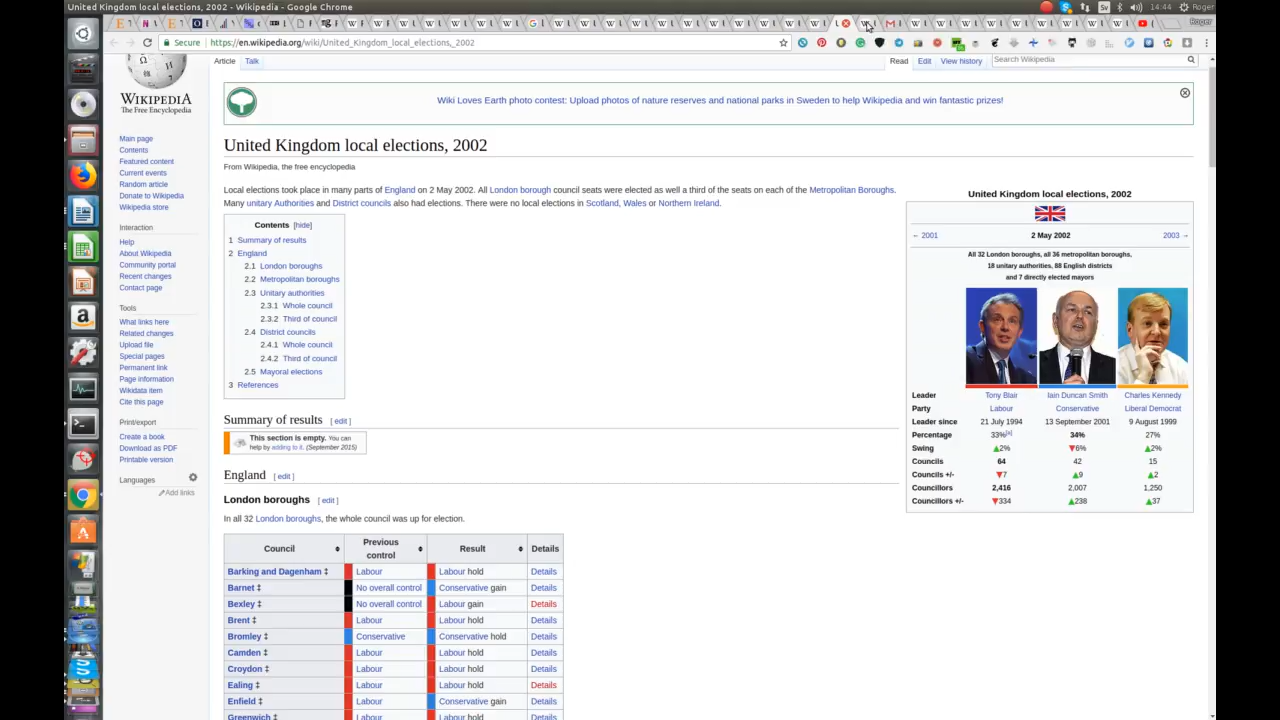 United Kingdom local elections, 2002 - Wikipedia - Google Chrome
Sv
14:44
Roger
Roger
Secure
https://en.wikipedia.org/wiki/United_Kingdom_local_elections,_2002
WIKIPEDIA
The Free Encyclopedia
Main page
Contents
Featured content
Current events
Random article
Donate to Wikipedia
Wikipedia store
Interaction
Help
About Wikipedia
Community portal
Recent changes
Contact page
Tools
What links here
Related changes
Upload file
Special pages
Permanent link
Page information
Wikidata item
Cite this page
Print/export
Create a book
Download as PDF
Printable version
Languages
Add links
Article Talk
Read Edit View history
Search Wikipedia
Wiki Loves Earth photo contest: Upload photos of nature reserves and national parks in Sweden to help Wikipedia and win fantastic prizes!
United Kingdom local elections, 2002
From Wikipedia, the free encyclopedia
Local elections took place in many parts of England on 2 May 2002. All London borough council seats were elected as well a third of the seats on each of the Metropolitan Boroughs.
Many unitary Authorities and District councils also had elections. There were no local elections in Scotland, Wales or Northern Ireland.
Contents [hide]
1 Summary of results
2 England
2.1 London boroughs
2.2 Metropolitan boroughs
2.3 Unitary authorities
2.3.1 Whole council
2.3.2 Third of council
2.4 District councils
2.4.1 Whole council
2.4.2 Third of council
2.5 Mayoral elections
3 References
Summary of results [ edit ]
This section is empty. You can
help by adding to it. (September 2015)
England [ edit ]
London boroughs [ edit ]
In all 32 London boroughs, the whole council was up for election.
Council Previous control Result Details
Barking and Dagenham ‡ Labour Labour hold Details
Barnet ‡ No overall control Conservative gain Details
Bexley ‡ No overall control Labour gain Details
Brent ‡ Labour Labour hold Details
Bromley ‡ Conservative Conservative hold Details
Camden ‡ Labour Labour hold Details
Croydon ‡ Labour Labour hold Details
Ealing ‡ Labour Labour hold Details
Enfield ‡ Labour Conservative gain Details
Greenwich ‡ Labour Labour hold Details
United Kingdom local elections, 2002
← 2001 2 May 2002 2003 →
All 32 London boroughs, all 36 metropolitan boroughs,
18 unitary authorities, 88 English districts
and 7 directly elected mayors
Leader Tony Blair Iain Duncan Smith Charles Kennedy
Party Labour Conservative Liberal Democrat
Leader since 21 July 1994 13 September 2001 9 August 1999
Percentage 33%[a] 34% 27%
Swing ▲2% ▼6% ▲2%
Councils 64 42 15
Councils +/- ▼7 ▲9 ▲2
Councillors 2,416 2,007 1,250
Councillors +/- ▼334 ▲238 ▲37